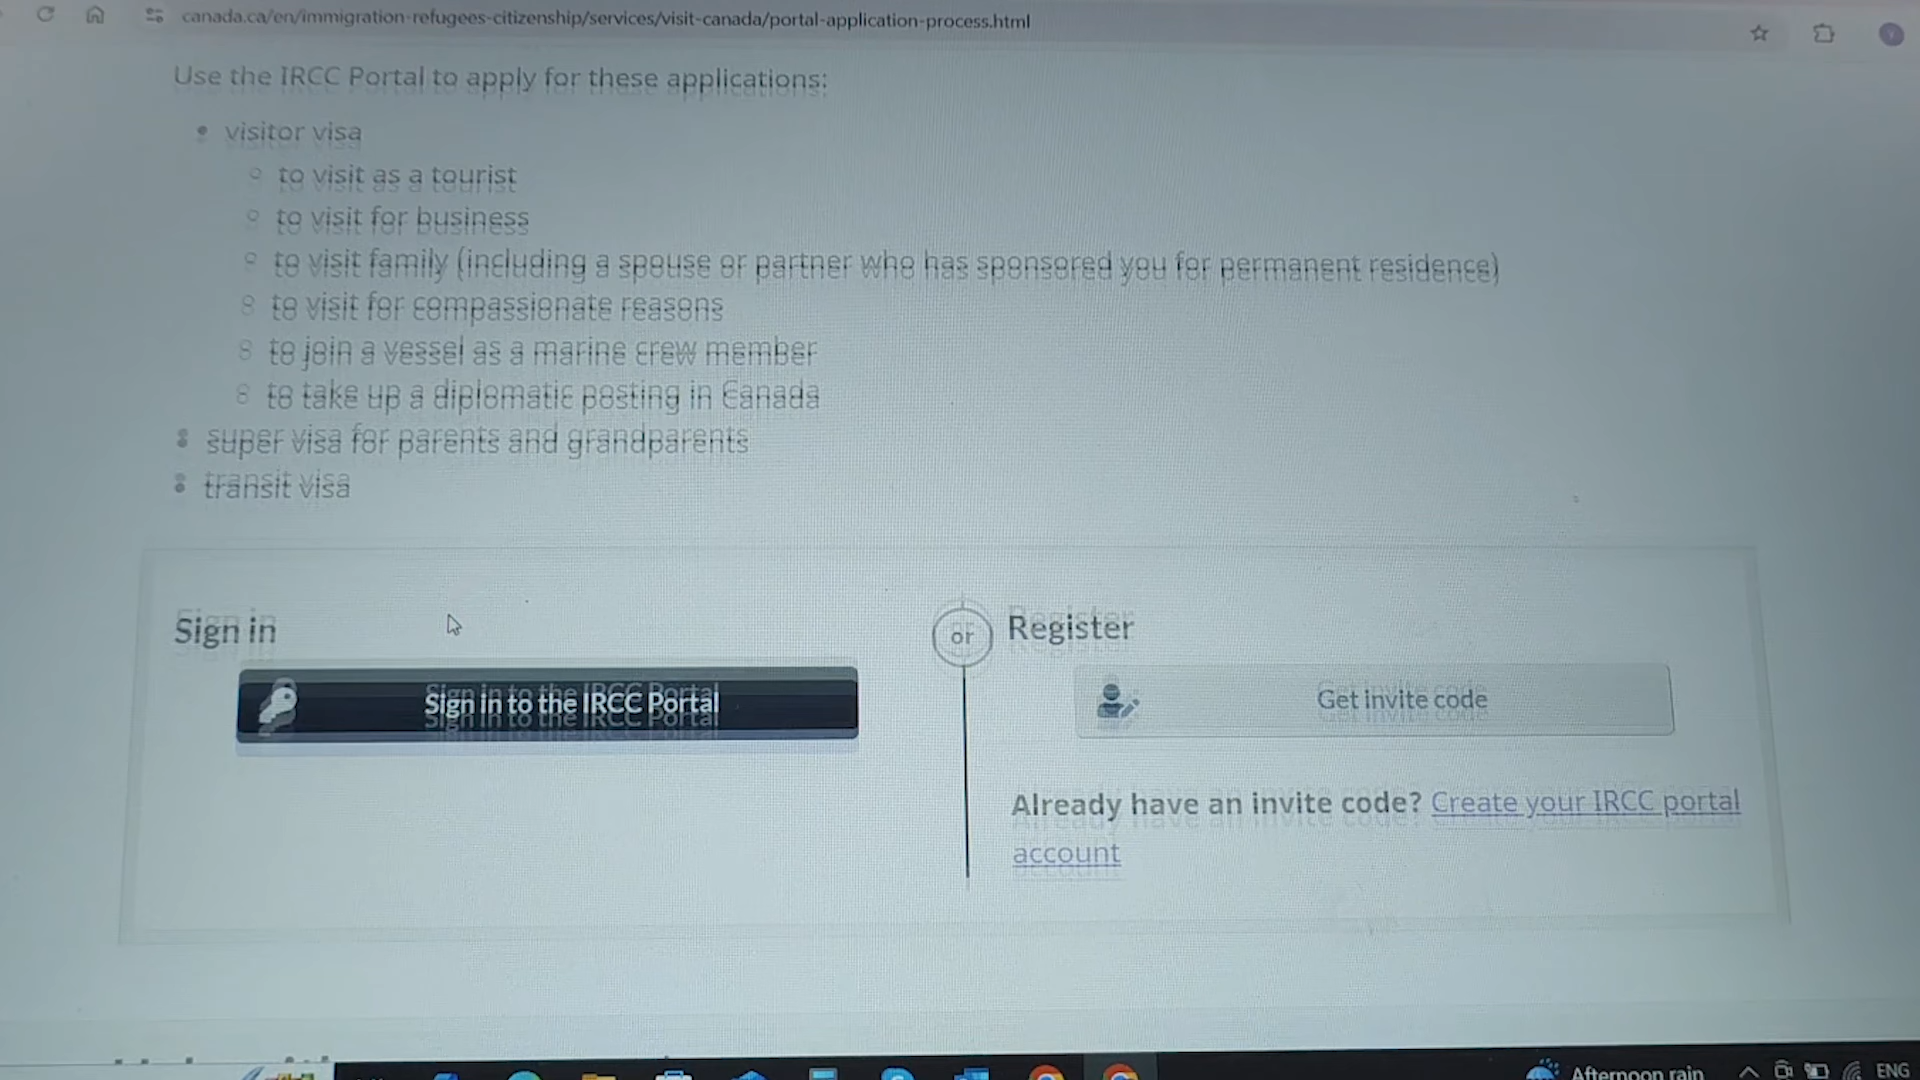 canada.ca/en/immigration-refugees-citizenship/services/visit-canada/portal-application-process.html
Use the IRCC Portal to apply for these applications:
visitor visa
to visit as a tourist
to visit for business
to visit family (including a spouse or partner who has sponsored you for permanent residence)
to visit for compassionate reasons
to join a vessel as a marine crew member
to take up a diplomatic posting in Canada
super visa for parents and grandparents
transit visa
Sign in
or
Register
Sign in to the IRCC Portal
Get invite code
Already have an invite code? Create your IRCC portal
account
Afternoon rain
ENG